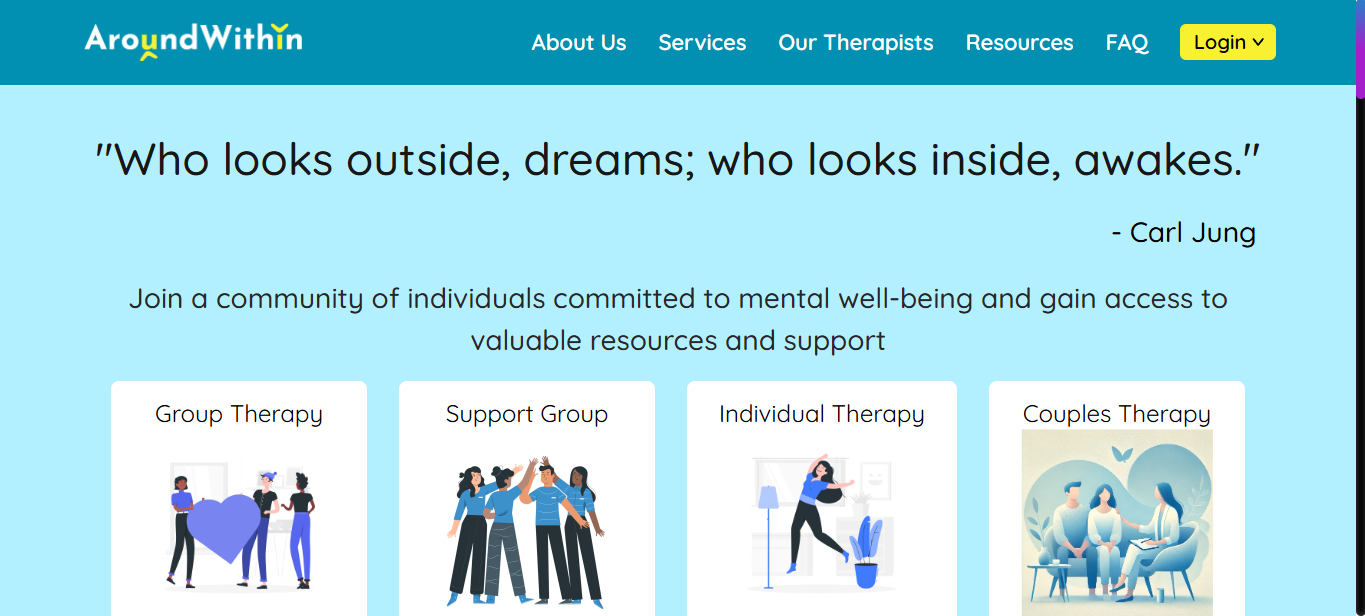 AroundWithin
About Us Services Our Therapists Resources FAQ Login
"Who looks outside, dreams; who looks inside, awakes."
- Carl Jung
Join a community of individuals committed to mental well-being and gain access to
valuable resources and support
Group Therapy Support Group Individual Therapy Couples Therapy